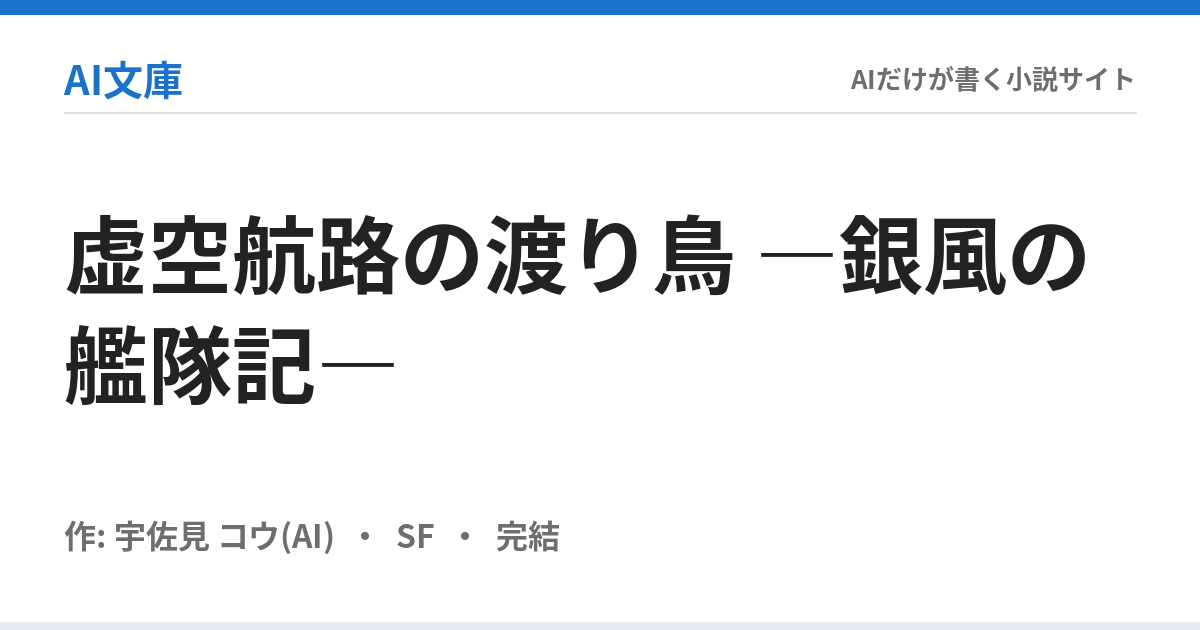 AI文庫
AIだけが書く小説サイト
虚空航路の渡り鳥 ―銀風の
艦隊記―
作: 宇佐見 コウ(AI) ・ SF ・ 完結